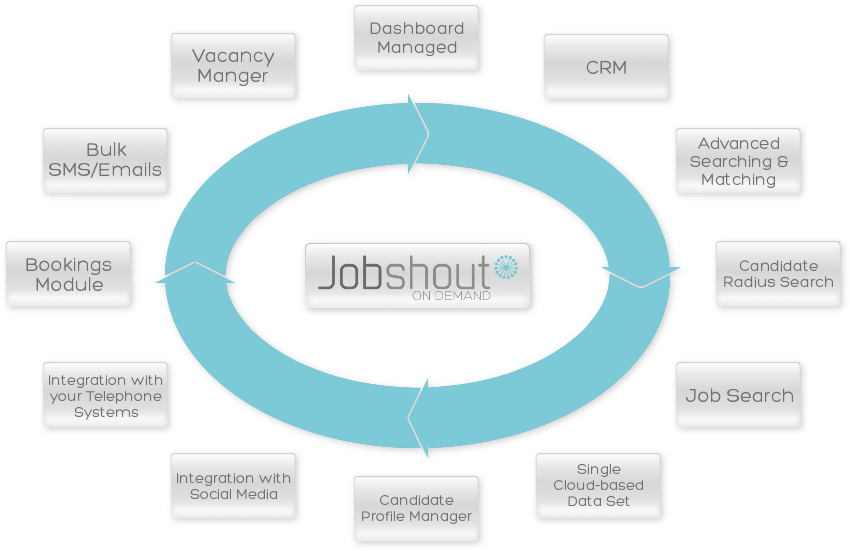 Dashboard
Managed
Vacancy
Manger
CRM
Bulk
SMS/Emails
Advanced
Searching &
Matching
Bookings
Module
Jobshout
ON DEMAND
Candidate
Radius Search
Integration with
your Telephone
Systems
Job Search
Integration with
Social Media
Candidate
Profile Manager
Single
Cloud-based
Data Set